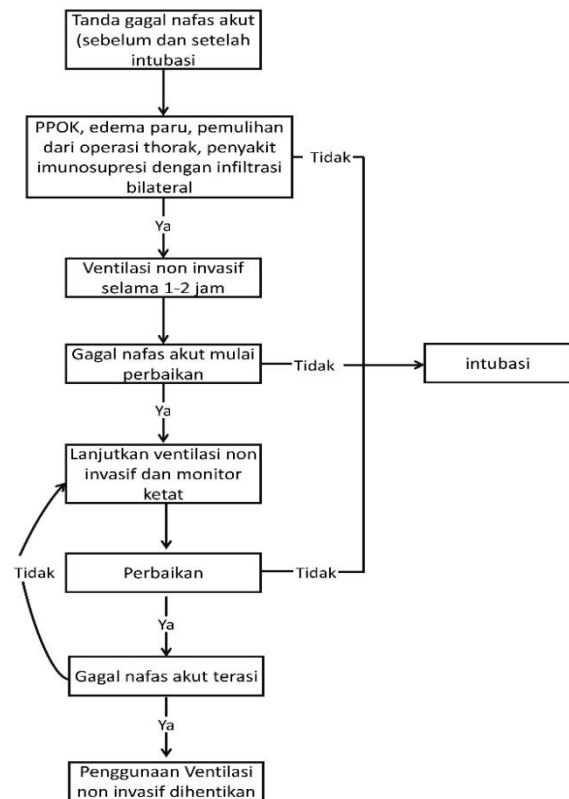 Tanda gagal nafas akut
(sebelum dan setelah
intubasi
PPOK, edema paru, pemulihan
dari operasi thorak, penyakit
imunosupresi dengan infiltrasi
bilateral
Tidak
Ya
Ventilasi non invasif
selama 1-2 jam
Gagal nafas akut mulai
perbaikan
Tidak
intubasi
Ya
Lanjutkan ventilasi non
invasif dan monitor
ketat
Tidak
Perbaikan
Tidak
Ya
Gagal nafas akut terasi
Ya
Penggunaan Ventilasi
non invasif dihentikan